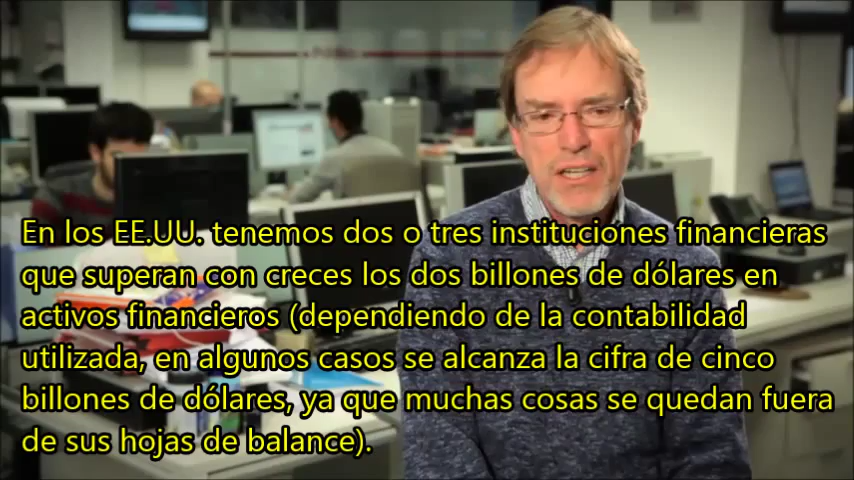 En los EE.UU. tenemos dos o tres instituciones financieras
que superan con creces los dos billones de dólares en
activos financieros (dependiendo de la contabilidad
utilizada, en algunos casos se alcanza la cifra de cinco
billones de dólares, ya que muchas cosas se quedan fuera
de sus hojas de balance).